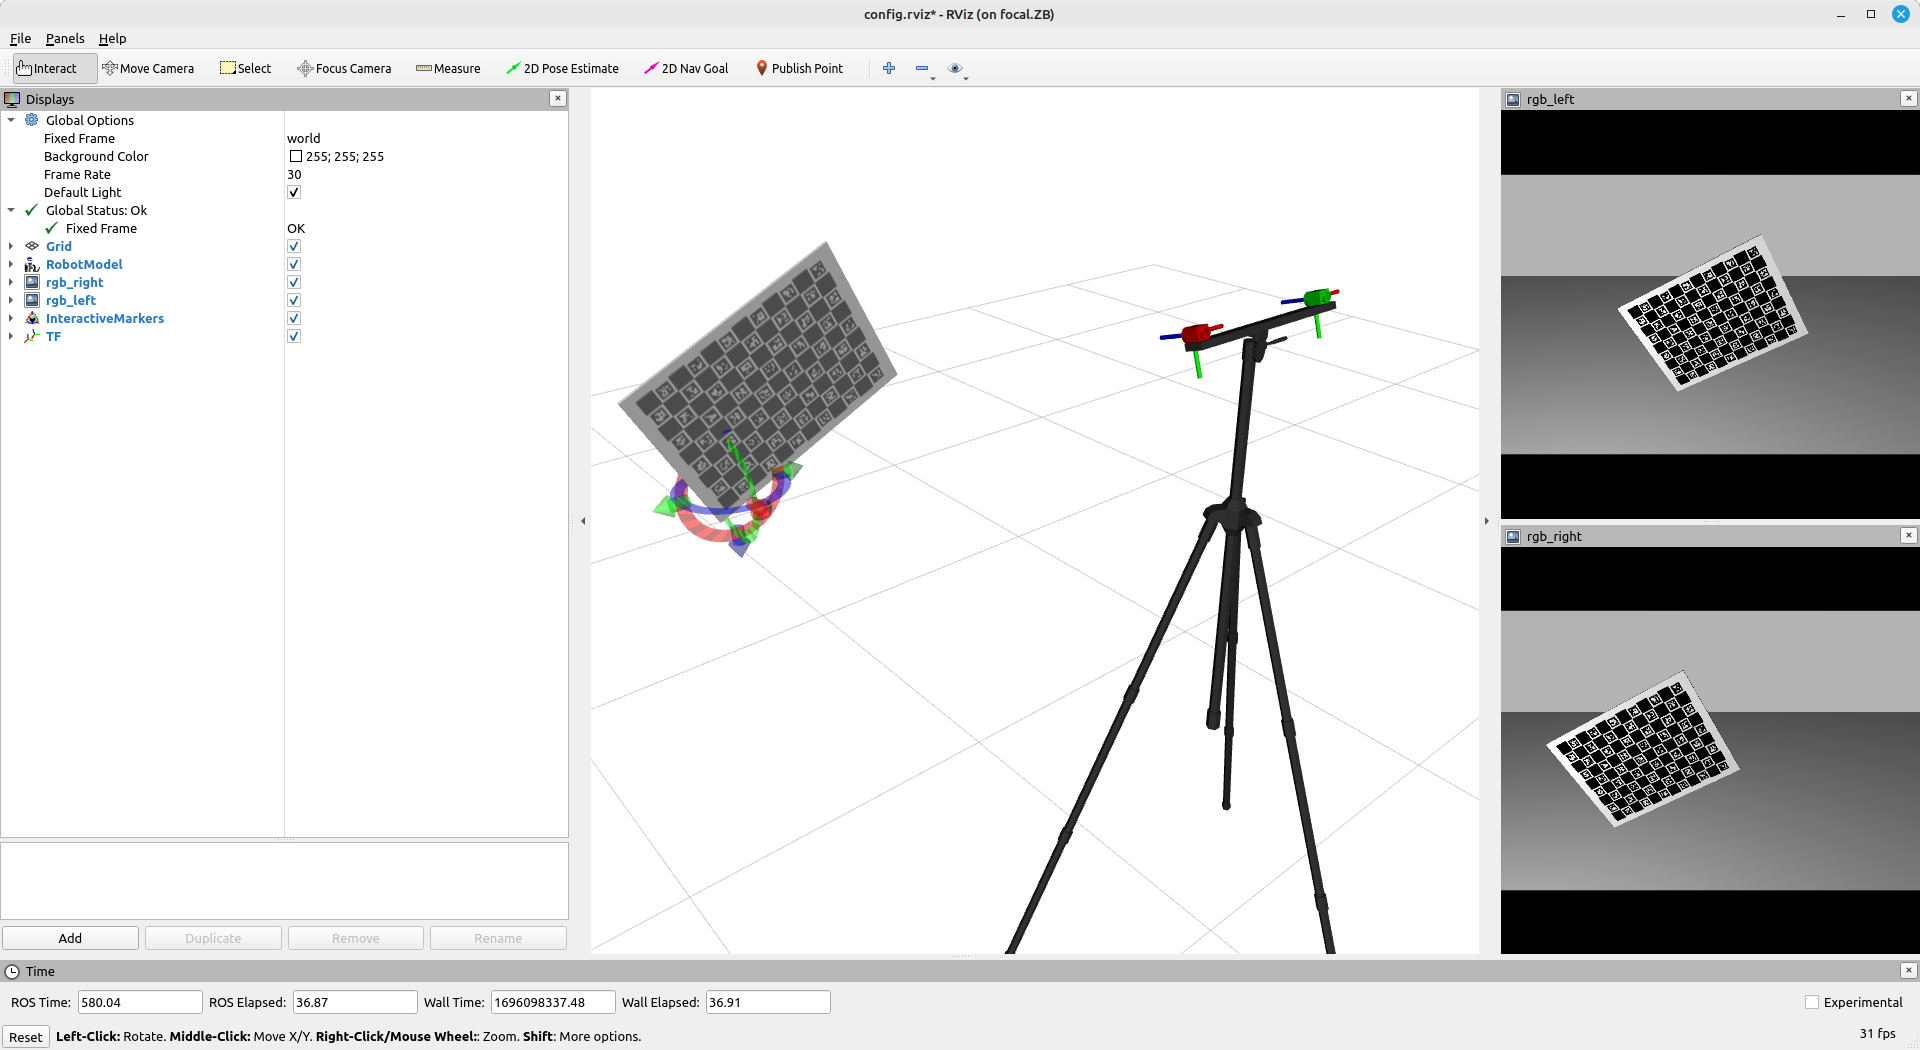 config.rviz* - RViz (on focal.ZB)
File Panels Help
Interact Move Camera Select Focus Camera Measure 2D Pose Estimate 2D Nav Goal Publish Point
Displays
Global Options
Fixed Frame world
Background Color 255; 255; 255
Frame Rate 30
Default Light
Global Status: Ok
Fixed Frame OK
Grid
RobotModel
rgb_right
rgb_left
InteractiveMarkers
TF
Add Duplicate Remove Rename
rgb_left
rgb_right
Time
ROS Time: 580.04 ROS Elapsed: 36.87 Wall Time: 1696098337.48 Wall Elapsed: 36.91 Experimental
Reset Left-Click: Rotate. Middle-Click: Move X/Y. Right-Click/Mouse Wheel:: Zoom. Shift: More options. 31 fps